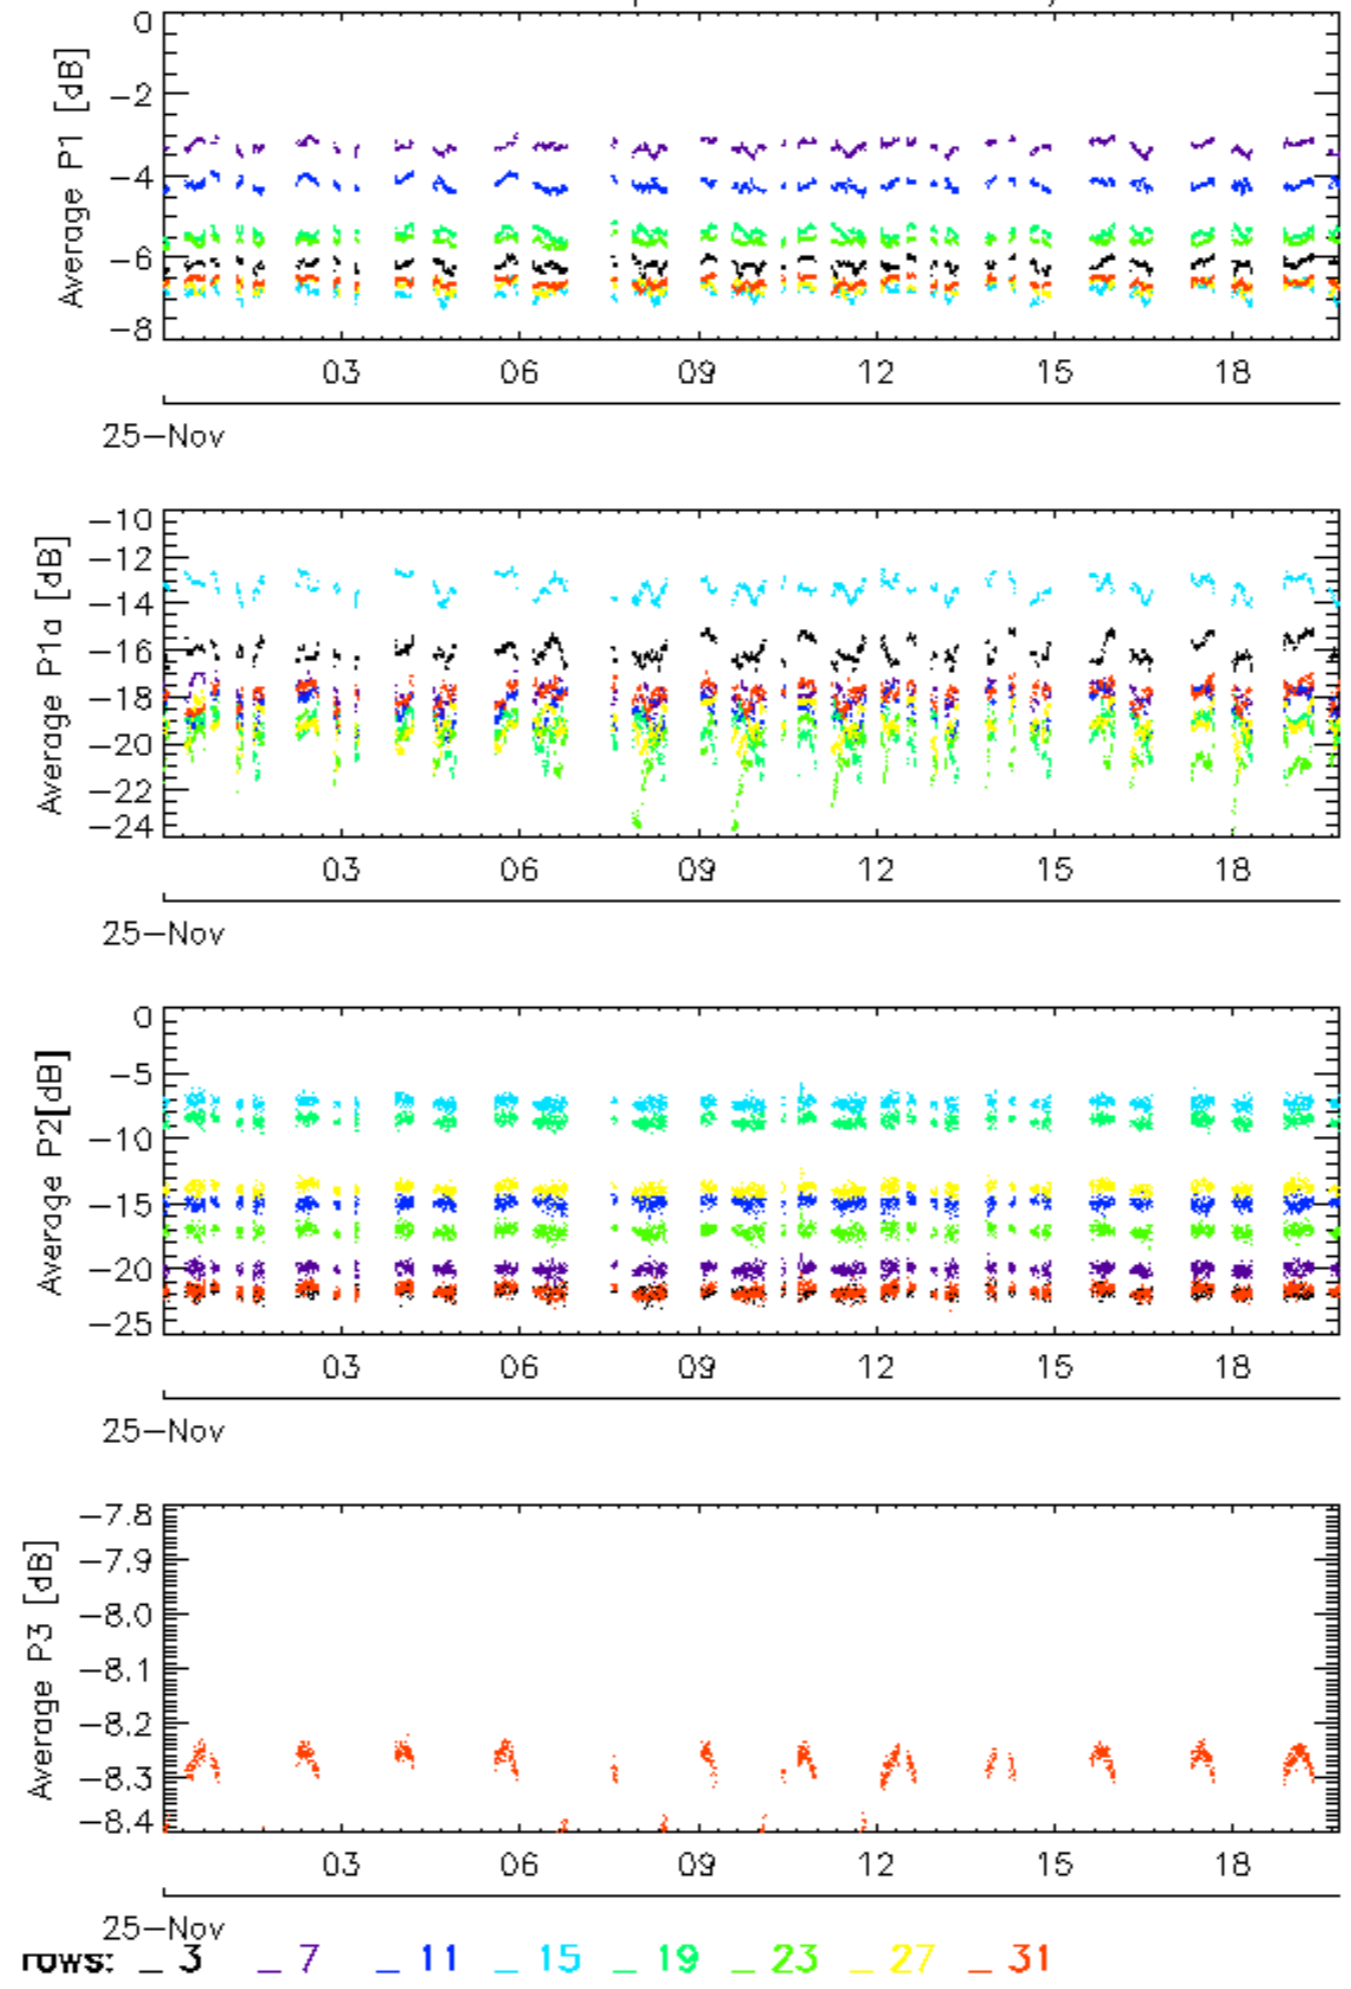 0
−2
−4
−6
−8
Average P1 [dB]
03 06 09 12 15 18
25−Nov
−10
−12
−14
−16
−18
−20
−22
−24
Average P1a [dB]
03 06 09 12 15 18
25−Nov
0
−5
−10
−15
−20
−25
Average P2[dB]
03 06 09 12 15 18
25−Nov
−7.8
−7.9
−8.0
−8.1
−8.2
−8.3
−8.4
Average P3 [dB]
03 06 09 12 15 18
25−Nov
rows: _ 3 _ 7 _ 11 _ 15 _ 19 _ 23 _ 27 _ 31